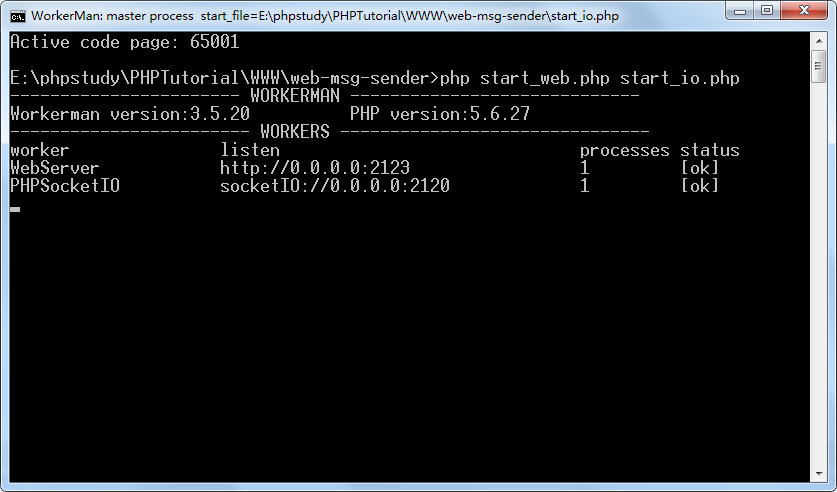 WorkerMan: master process  start_file=E:\phpstudy\PHPTutorial\WWW\web-msg-sender\start_io.php
Active code page: 65001
E:\phpstudy\PHPTutorial\WWW\web-msg-sender>php start_web.php start_io.php
----------------------- WORKERMAN -----------------------------
Workerman version:3.5.20          PHP version:5.6.27
------------------------ WORKERS -------------------------------
worker               listen                              processes status
WebServer            http://0.0.0.0:2123                 1         [ok]
PHPSocketIO          socketIO://0.0.0.0:2120             1         [ok]